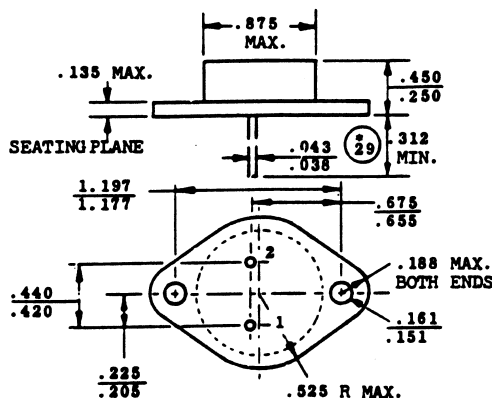 .875
MAX.
.135 MAX.
.450
.250
SEATING PLANE
.043
.038
*
29
.312
MIN.
1.197
1.177
.675
.655
2
.188 MAX.
BOTH ENDS
.440
.420
1
.161
.151
.225
.205
.525 R MAX.